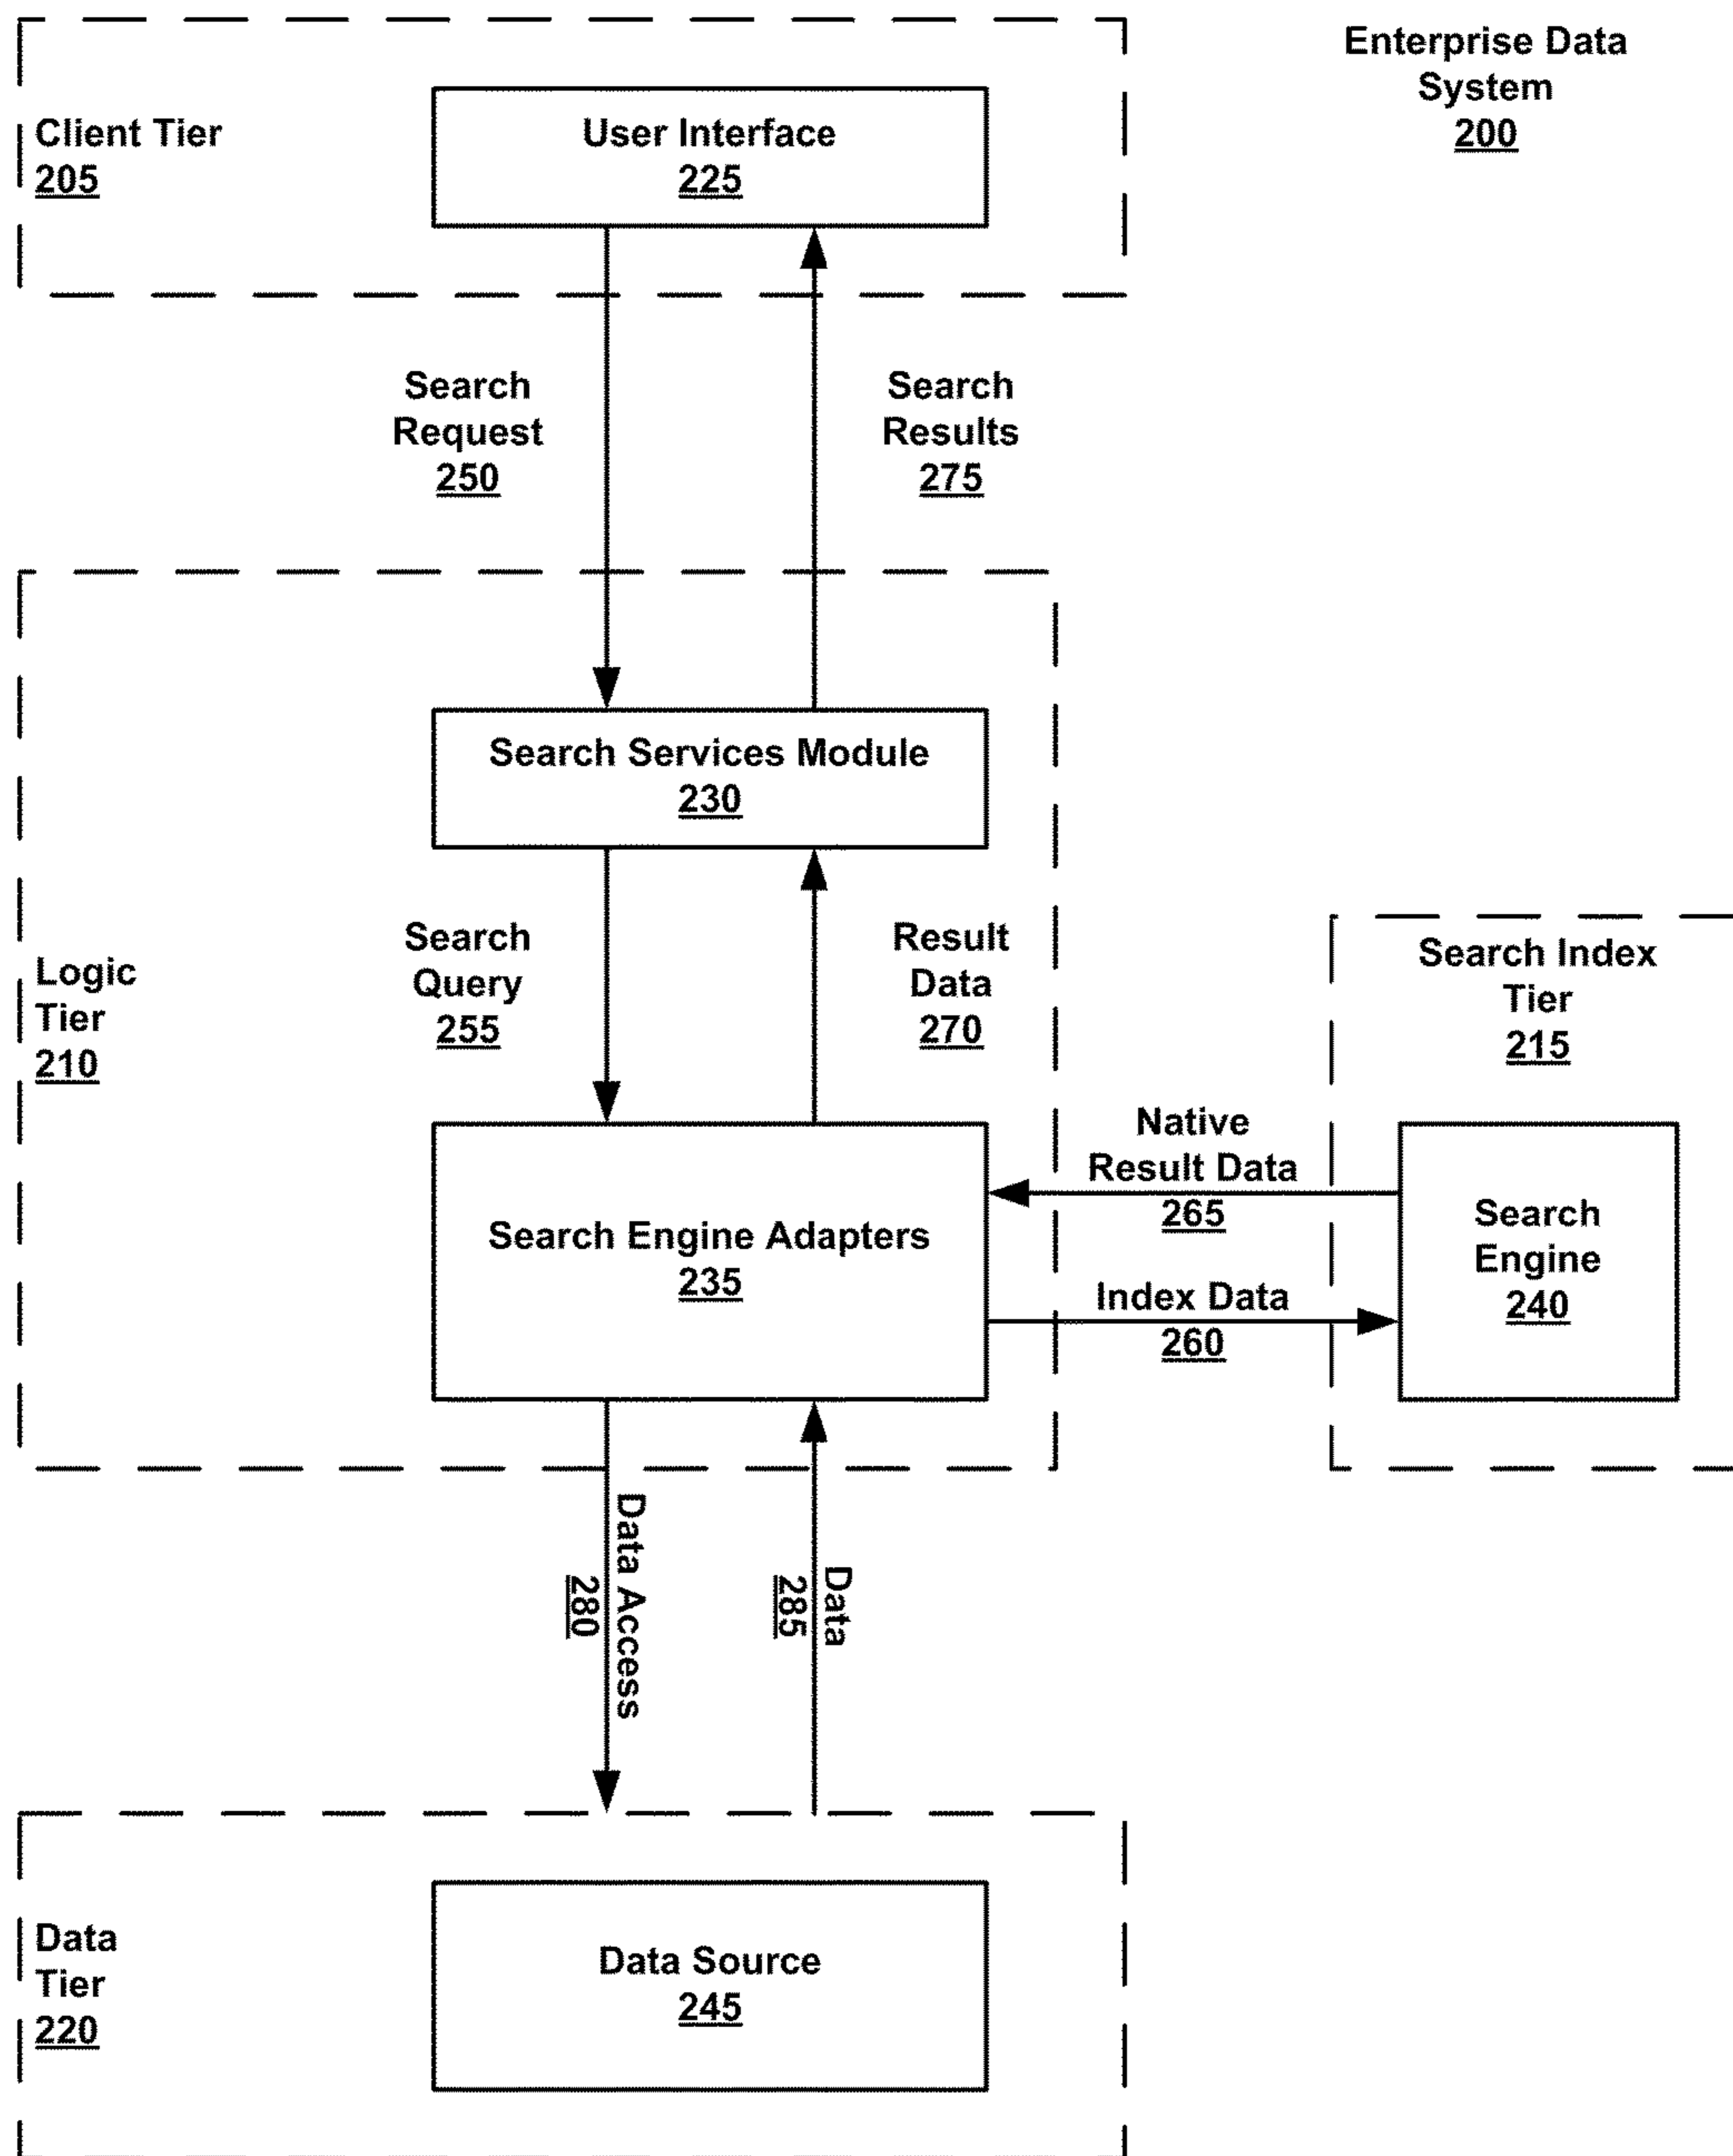 Enterprise Data
System
200
Client Tier
205
User Interface
225
Search
Request
250
Search
Results
275
Search Services Module
230
Logic
Tier
210
Search
Query
255
Result
Data
270
Search Index
Tier
215
Native
Result Data
265
Search Engine Adapters
235
Index Data
260
Search
Engine
240
Data Access
280
Data
285
Data
Tier
220
Data Source
245